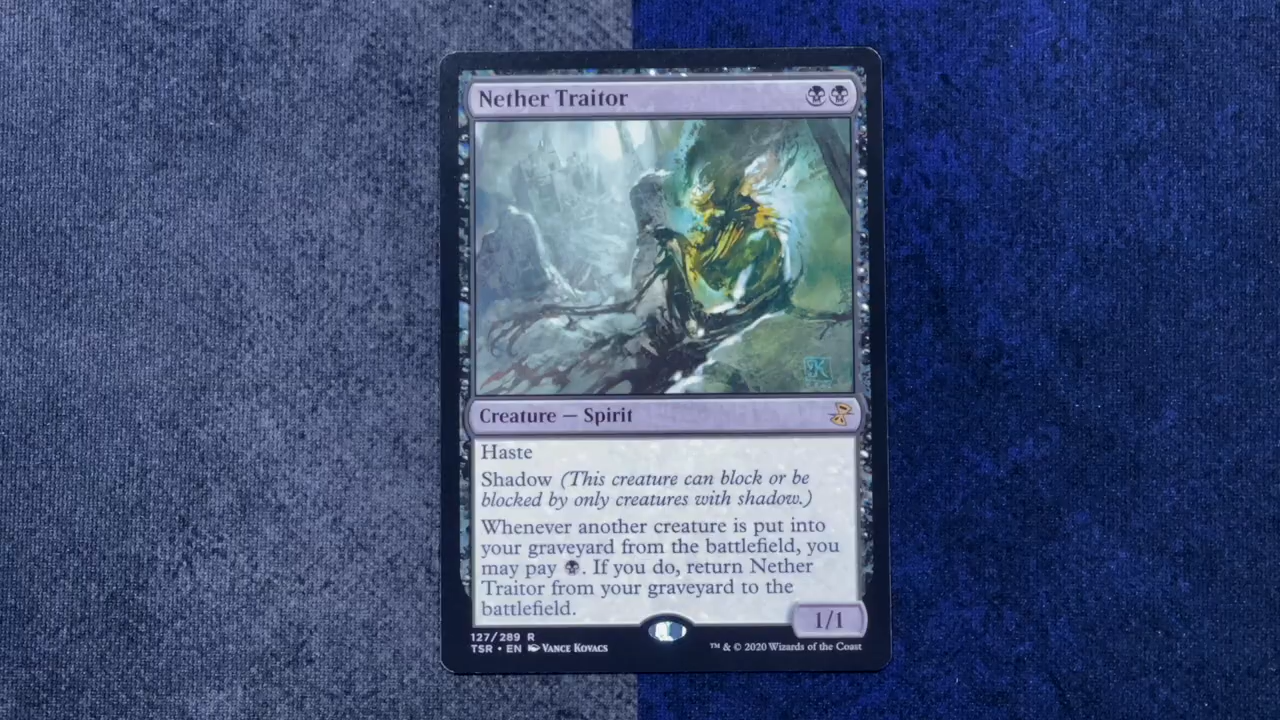 Nether Traitor
K
Creature — Spirit
Haste
Shadow (This creature can block or be
blocked by only creatures with shadow.)
Whenever another creature is put into
your graveyard from the battlefield, you
may pay . If you do, return Nether
Traitor from your graveyard to the
battlefield.
1/1
127/289 R
TSR • EN VANCE KOVACS
™ & © 2020 Wizards of the Coast